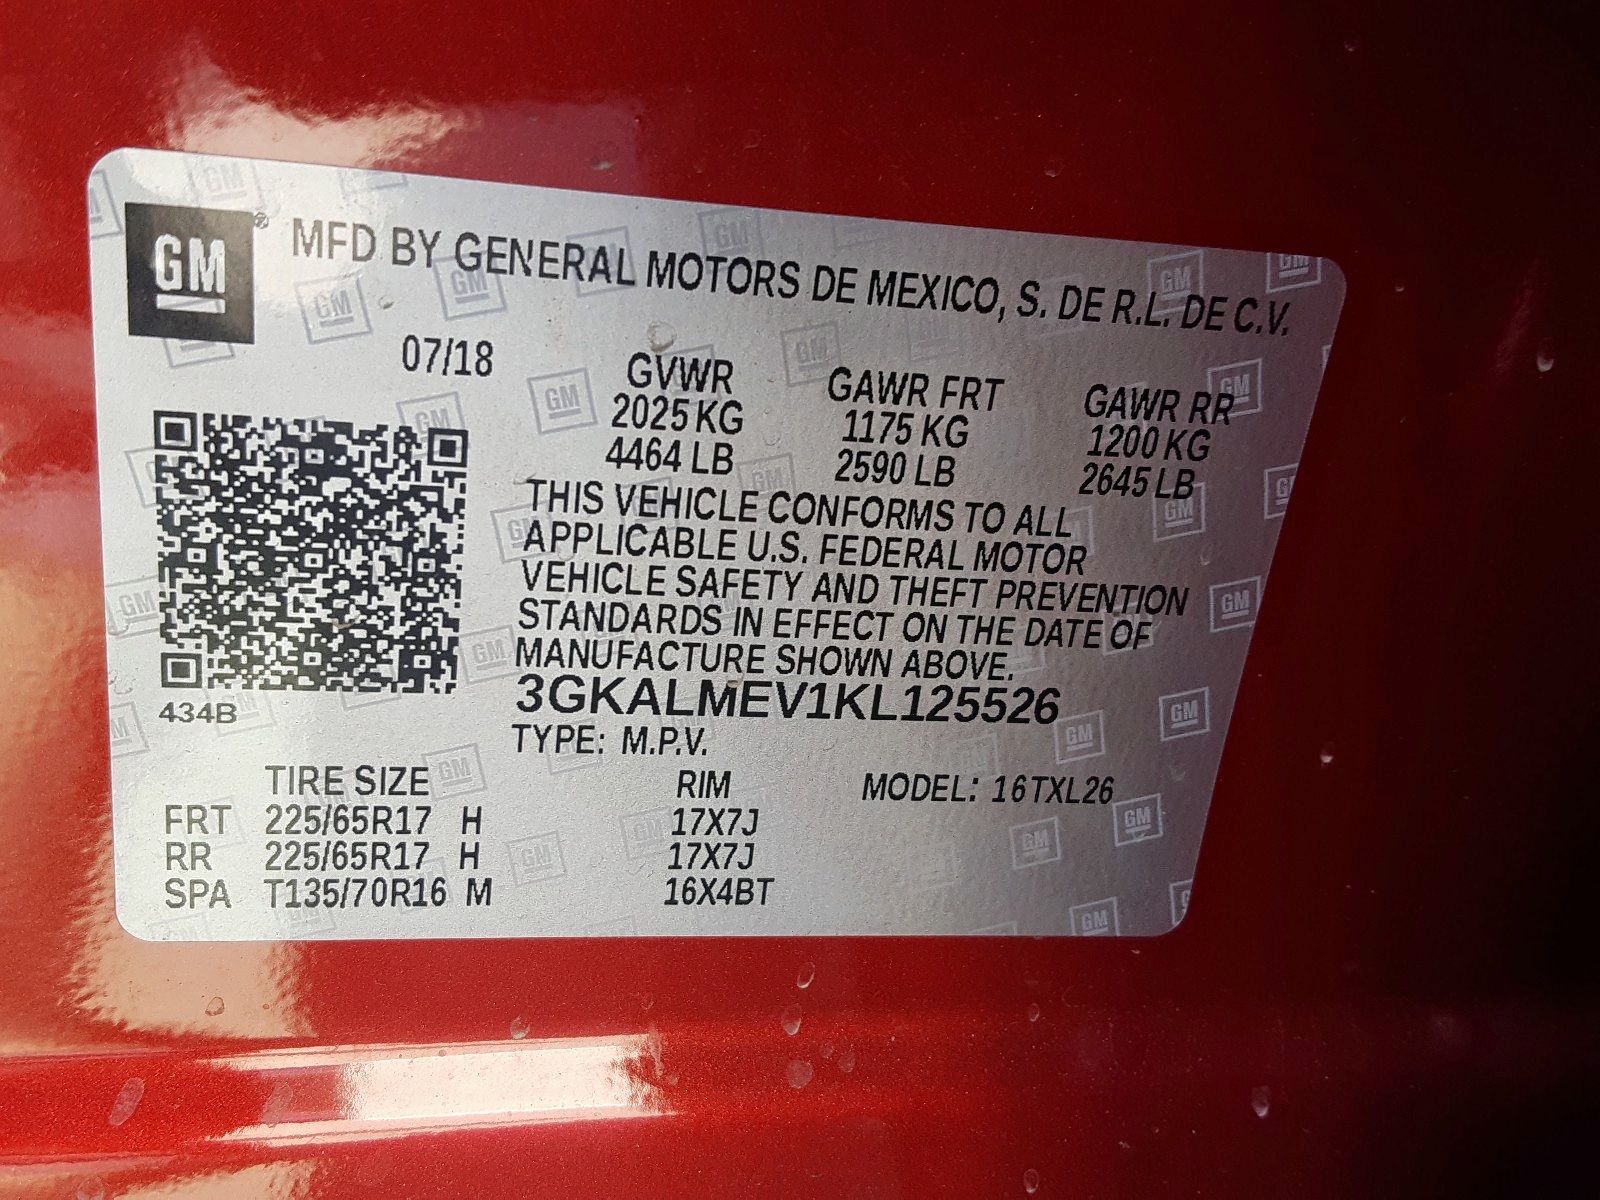 GM® MFD BY GENERAL MOTORS DE MEXICO, S. DE R.L. DE C.V.
07/18 GVWR GAWR FRT GAWR RR
2025 KG 1175 KG 1200 KG
4464 LB 2590 LB 2645 LB
THIS VEHICLE CONFORMS TO ALL
APPLICABLE U.S. FEDERAL MOTOR
VEHICLE SAFETY AND THEFT PREVENTION
STANDARDS IN EFFECT ON THE DATE OF
MANUFACTURE SHOWN ABOVE.
3GKALMEV1KL125526
434B
TYPE: M.P.V.
TIRE SIZE RIM MODEL: 16TXL26
FRT 225/65R17 H 17X7J
RR 225/65R17 H 17X7J
SPA T135/70R16 M 16X4BT